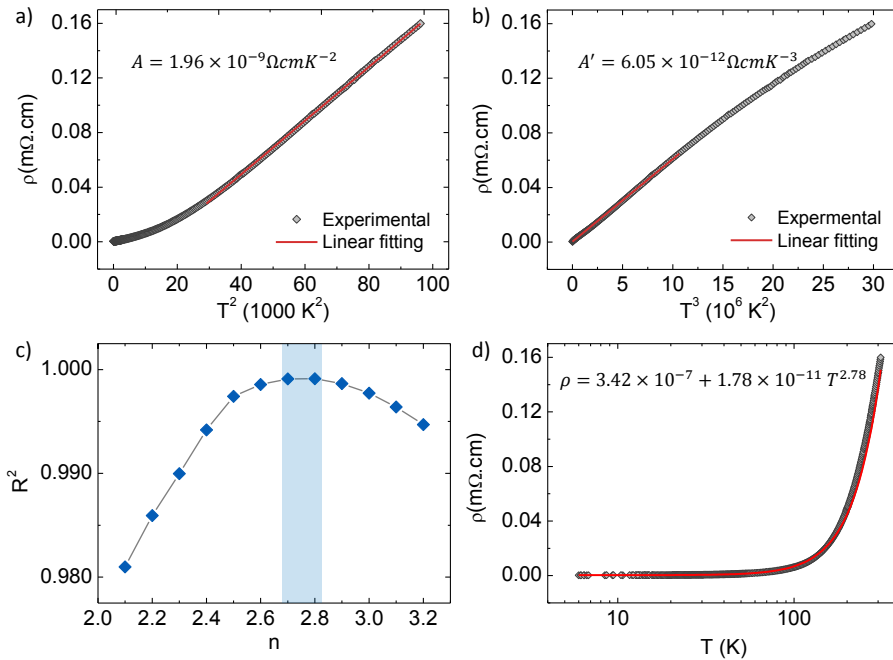 a)
ρ(mΩ.cm)
0.16
0.12
0.08
0.04
0.00
A = 1.96 × 10⁻⁹ΩcmK⁻²
Experimental
Linear fitting
0 20 40 60 80 100
T² (1000 K²)
b)
ρ(mΩ.cm)
0.16
0.12
0.08
0.04
0.00
A′ = 6.05 × 10⁻¹²ΩcmK⁻³
Experimental
Linear fitting
0 5 10 15 20 25 30
T³ (10⁶ K²)
c)
R²
1.000
0.990
0.980
2.0 2.2 2.4 2.6 2.8 3.0 3.2
n
d)
ρ(mΩ.cm)
0.16
0.12
0.08
0.04
0.00
ρ = 3.42 × 10⁻⁷ + 1.78 × 10⁻¹¹ T²·⁷⁸
10 100
T (K)